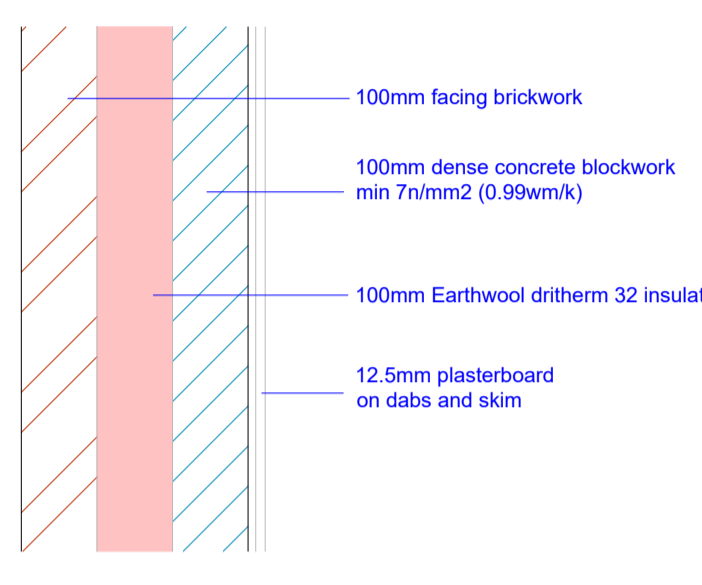 100mm facing brickwork
100mm dense concrete blockwork
min 7n/mm2 (0.99wm/k)
100mm Earthwool dritherm 32 insulat
12.5mm plasterboard
on dabs and skim